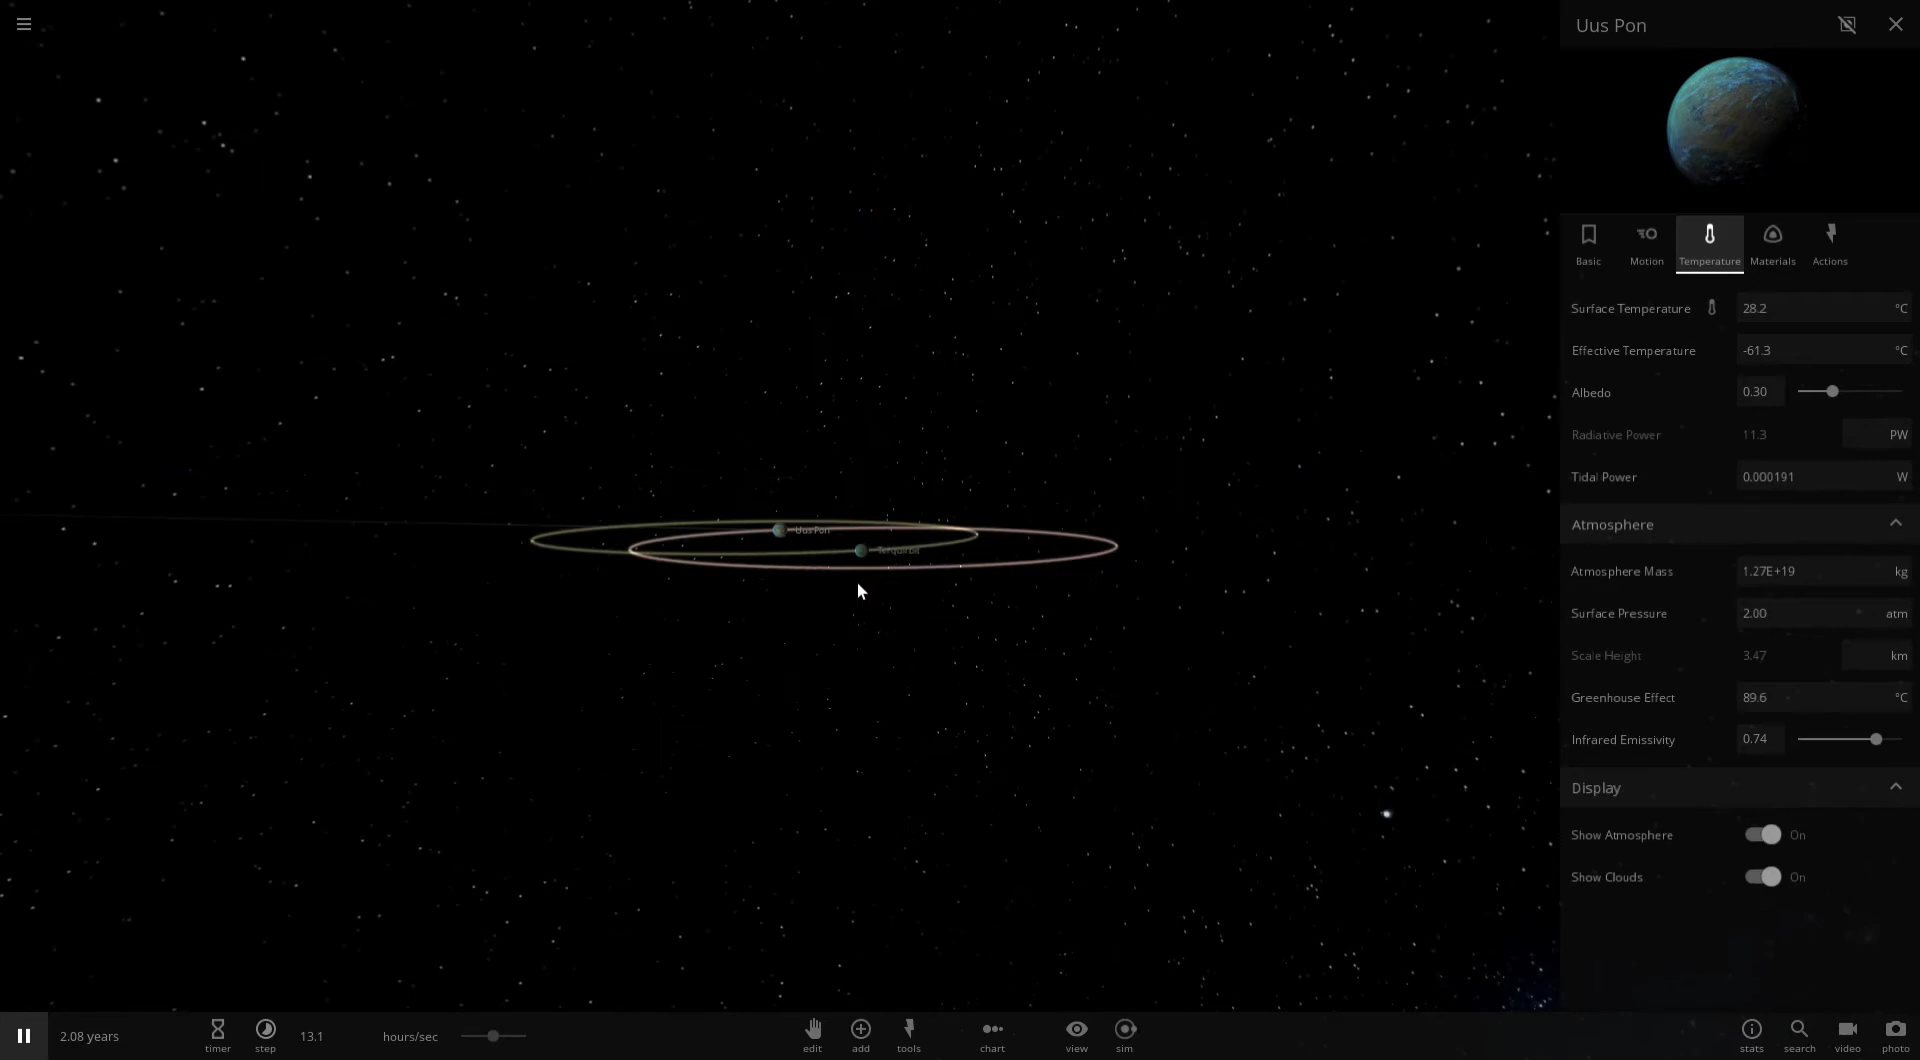 Uus Pon
Basic
Motion
Temperature
Materials
Actions
Surface Temperature 28.2 °C
Effective Temperature -61.3 °C
Albedo 0.30
Radiative Power 11.3 PW
Tidal Power 0.000191 W
Atmosphere
Atmosphere Mass 1.27E+19 kg
Surface Pressure 2.00 atm
Scale Height 3.47 km
Greenhouse Effect 89.6 °C
Infrared Emissivity 0.74
Display
Show Atmosphere On
Show Clouds On
Uus Pon
2.08 years
timer
step
13.1 hours/sec
edit
add
tools
chart
view
sim
stats
search
video
photo